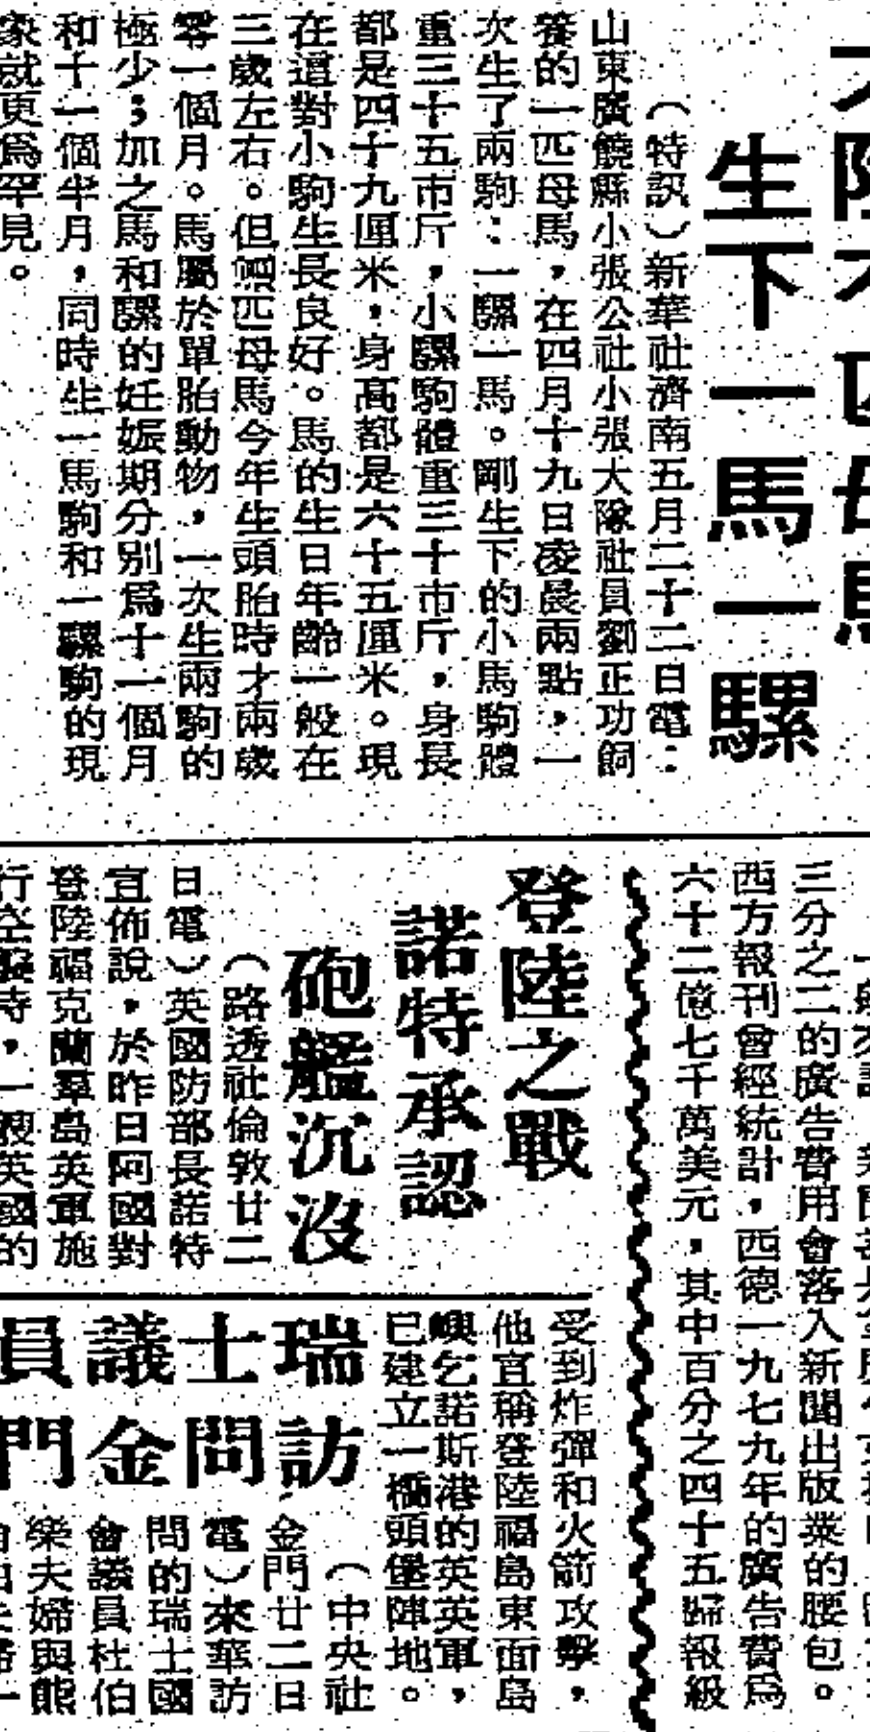 生下一馬一騾
（特訊）新華社濟南五月二十二日電：
山東廣饒縣小張公社小張大隊社員劉正功飼
養的一匹母馬，在四月十九日凌晨兩點，一
次生了兩駒：一騾一馬。剛生下的小馬駒體
重三十五市斤，小騾駒體重三十市斤，身長
都是四十九厘米，身高都是六十五厘米。現
在這對小駒生長良好。馬的生日年齡一般在
三歲左右。但這匹母馬今年生頭胎時才兩歲
零一個月。馬屬於單胎動物，一次生兩駒的
極少；加之馬和騾的妊娠期分別爲十一個月
和十一個半月，同時生一馬駒和一騾駒的現
象就更爲罕見。
三分之二的廣告費用會落入新聞出版業的腰包。
西方報刊曾經統計，西德一九七九年的廣告費爲
六十二億七千萬美元，其中百分之四十五歸報級
登陸之戰
諾特承認
砲艦沉沒
（路透社倫敦廿二
日電）英國防部長諾特
宣佈說，於昨日阿國對
登陸福克蘭羣島英軍施
行空襲時，一艘英國的
受到炸彈和火箭攻擊，
他宣稱登陸福島東面島
嶼乞諾斯港的英英軍，
已建立一橋頭堡陣地。
瑞士議員
訪問金門
（中央社
金門廿二日
電）來華訪
問的瑞士國
會議員杜伯
樂夫婦與熊